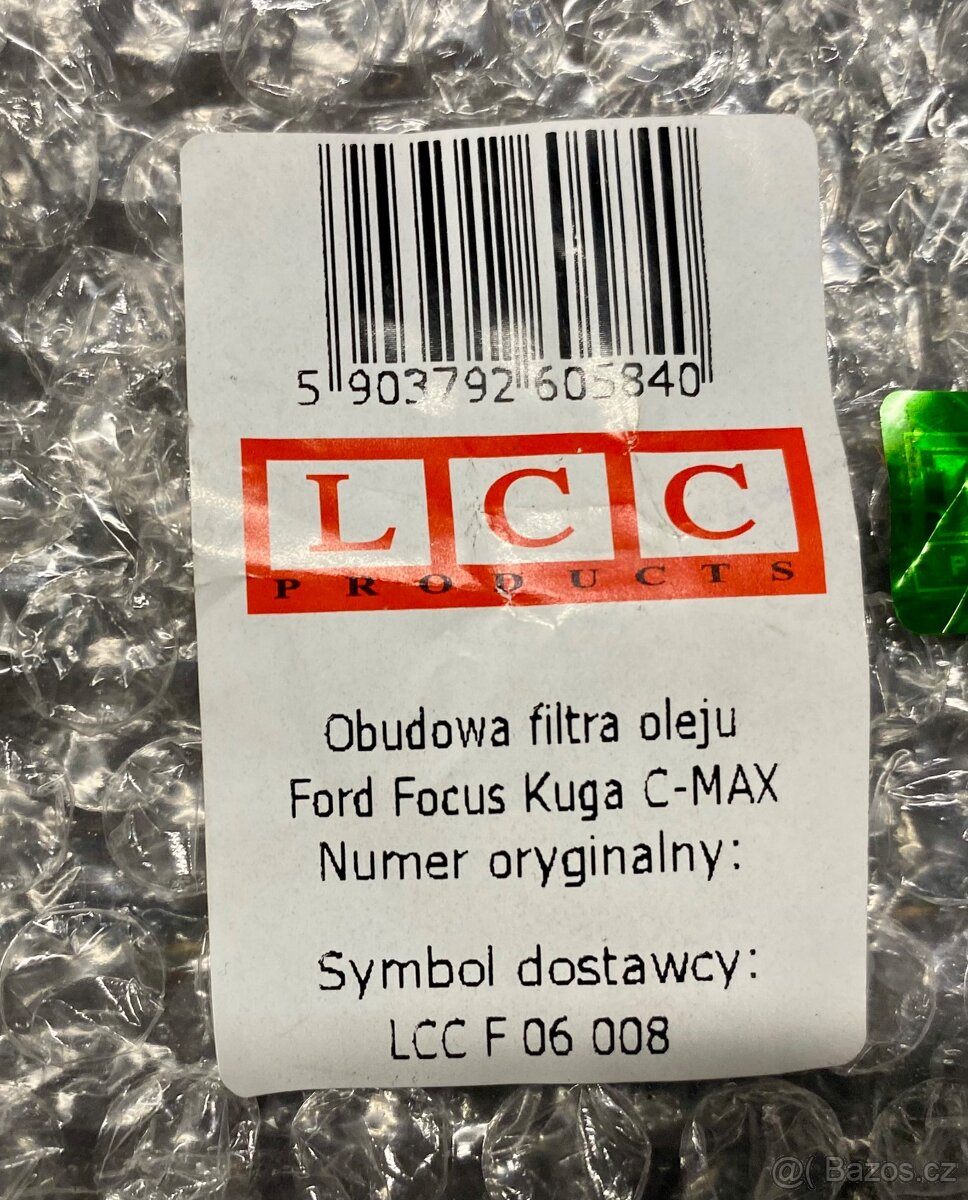 5 903792 605840
LCC
PRODUCTS
Obudowa filtra oleju
Ford Focus Kuga C-MAX
Numer oryginalny:
Symbol dostawcy:
LCC F 06 008
@( Bazos.cz